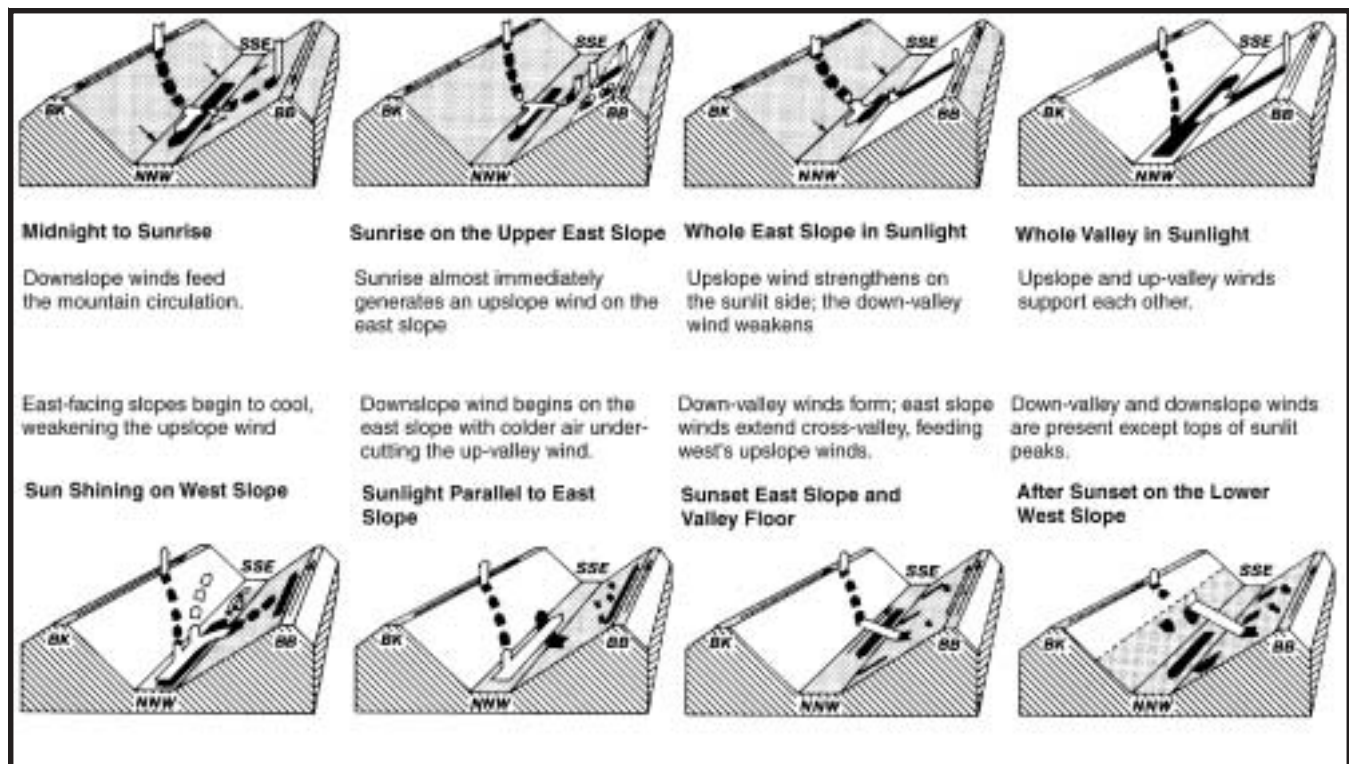 SSE
BK
BB
NNW
SSE
BK
BB
NNW
SSE
BK
BB
NNW
SSE
BK
BB
NNW
Midnight to Sunrise
Downslope winds feed
the mountain circulation.
Sunrise on the Upper East Slope
Sunrise almost immediately
generates an upslope wind on the
east slope
Whole East Slope in Sunlight
Upslope wind strengthens on
the sunlit side; the down-valley
wind weakens
Whole Valley in Sunlight
Upslope and up-valley winds
support each other.
East-facing slopes begin to cool,
weakening the upslope wind
Sun Shining on West Slope
Downslope wind begins on the
east slope with colder air under-
cutting the up-valley wind.
Sunlight Parallel to East
Slope
Down-valley winds form; east slope
winds extend cross-valley, feeding
west's upslope winds.
Sunset East Slope and
Valley Floor
Down-valley and downslope winds
are present except tops of sunlit
peaks.
After Sunset on the Lower
West Slope
SSE
BK
BB
NNW
SSE
BK
BB
NNW
SSE
BK
BB
NNW
SSE
BK
BB
NNW